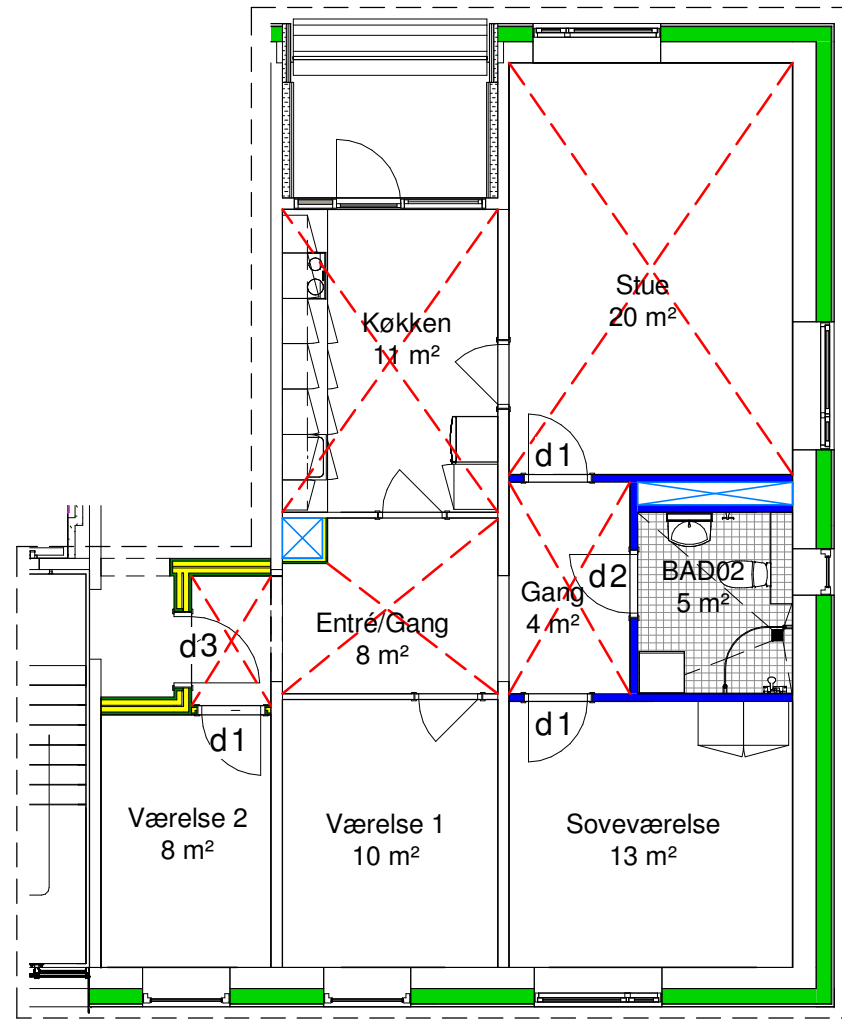 Stue
20 m²
Køkken
11 m²
d1
d2
BAD02
5 m²
Gang
4 m²
Entré/Gang
8 m²
d3
d1
d1
Værelse 2
8 m²
Værelse 1
10 m²
Soveværelse
13 m²